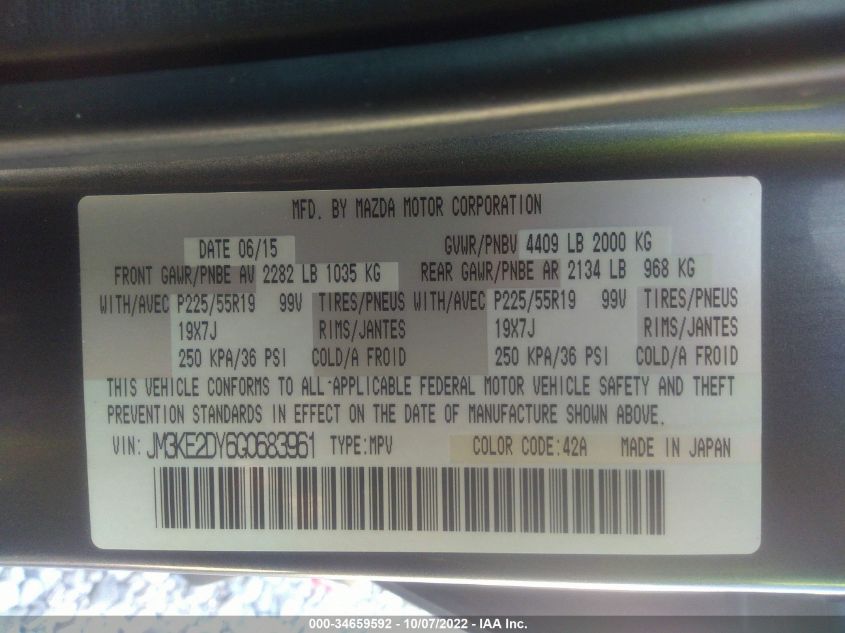 MFD. BY MAZDA MOTOR CORPORATION
DATE 06/15 GVWR/PNBV 4409 LB 2000 KG
FRONT GAWR/PNBE AV 2282 LB 1035 KG REAR GAWR/PNBE AR 2134 LB 968 KG
WITH/AVEC P225/55R19 99V TIRES/PNEUS WITH/AVEC P225/55R19 99V TIRES/PNEUS
19X7J RIMS/JANTES 19X7J RIMS/JANTES
250 KPA/36 PSI COLD/A FROID 250 KPA/36 PSI COLD/A FROID
THIS VEHICLE CONFORMS TO ALL APPLICABLE FEDERAL MOTOR VEHICLE SAFETY AND THEFT
PREVENTION STANDARDS IN EFFECT ON THE DATE OF MANUFACTURE SHOWN ABOVE.
VIN: JM3KE2DY6G0683961 TYPE:MPV COLOR CODE:42A MADE IN JAPAN
000-34659592 - 10/07/2022 - IAA Inc.